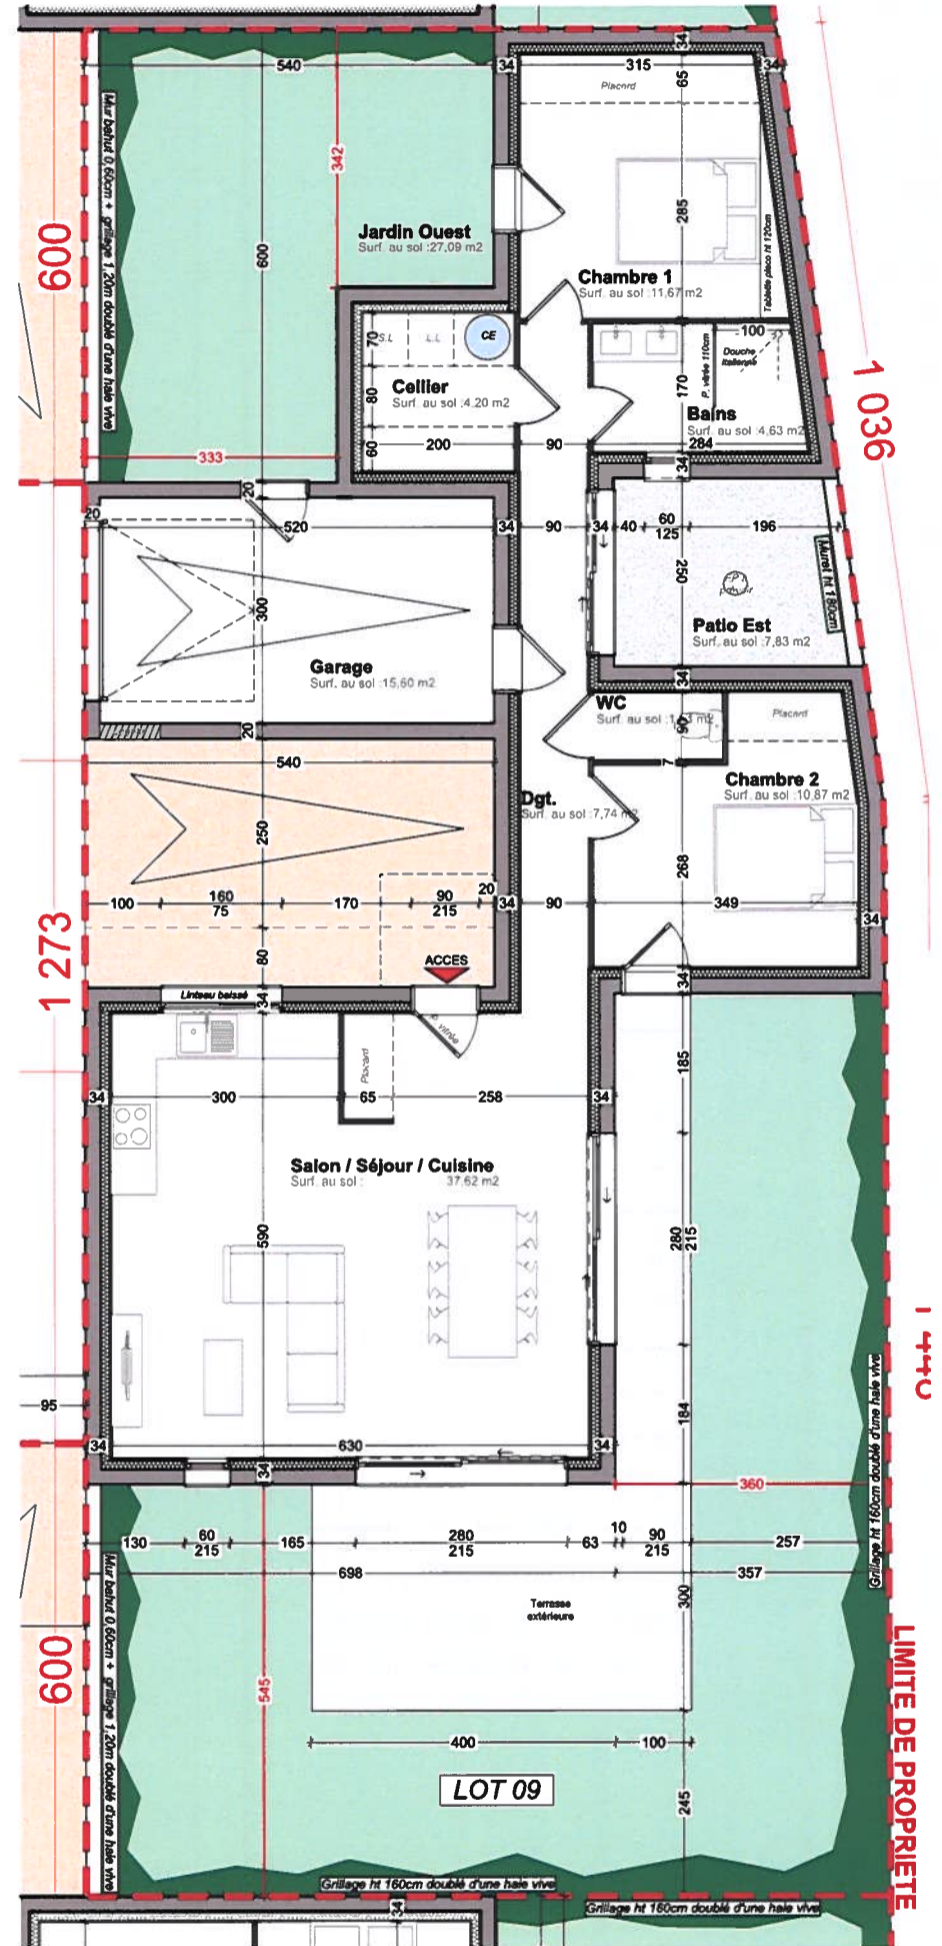 34
540
34
315
34
65
Placard
Mur bahut 0,60cm + grillage 1,20m doublé d'une haie vive
342
600
600
285
Jardin Ouest
Surf. au sol :27,09 m2
Chambre 1
Surf. au sol :11,67 m2
Tablette placo ht 120cm
S.L
L.L
CE
70
100
Douche
Italienne
P. vitrée 110cm
170
Cellier
Surf. au sol :4,20 m2
80
Bains
Surf. au sol :4,63 m2
1 036
60
200
90
284
333
34
20
20
520
34
90
34
40
60
125
196
300
250
Muret ht 180cm
Patio Est
Surf. au sol :7,83 m2
Garage
Surf. au sol :15,60 m2
34
WC
90
Placard
20
540
7
Chambre 2
Surf. au sol :10,87 m2
Dgt.
Surf. au sol :7,74 m2
250
268
100
160
75
170
90
215
20
34
90
349
34
1 273
80
ACCES
34
Linteau baissé
34
vitrée
Placard
185
34
300
65
258
34
Salon / Séjour / Cuisine
Surf. au sol :
37.62 m2
590
280
215
95
184
34
630
34
34
360
Grillage ht 160cm doublé d'une haie vive
130
60
215
165
280
215
63
10
90
215
257
698
357
Terrasse
extérieure
300
Mur bahut 0,60cm + grillage 1,20m doublé d'une haie vive
600
545
LIMITE DE PROPRIETE
400
100
LOT 09
245
Grillage ht 160cm doublé d'une haie vive
Grillage ht 160cm doublé d'une haie vive
34